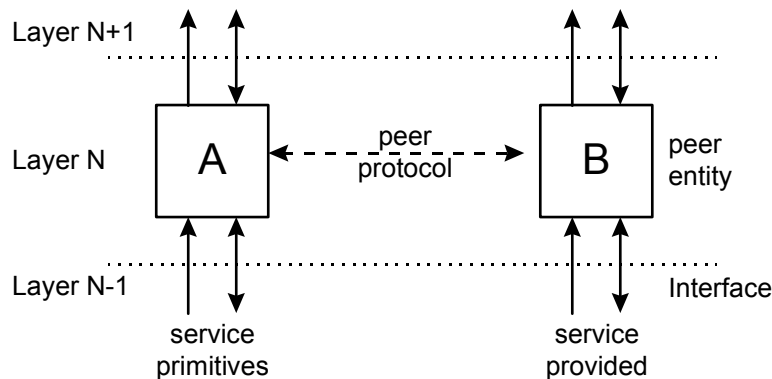 Layer N+1
Layer N
A
peer
protocol
B
peer
entity
Layer N-1
Interface
service
primitives
service
provided